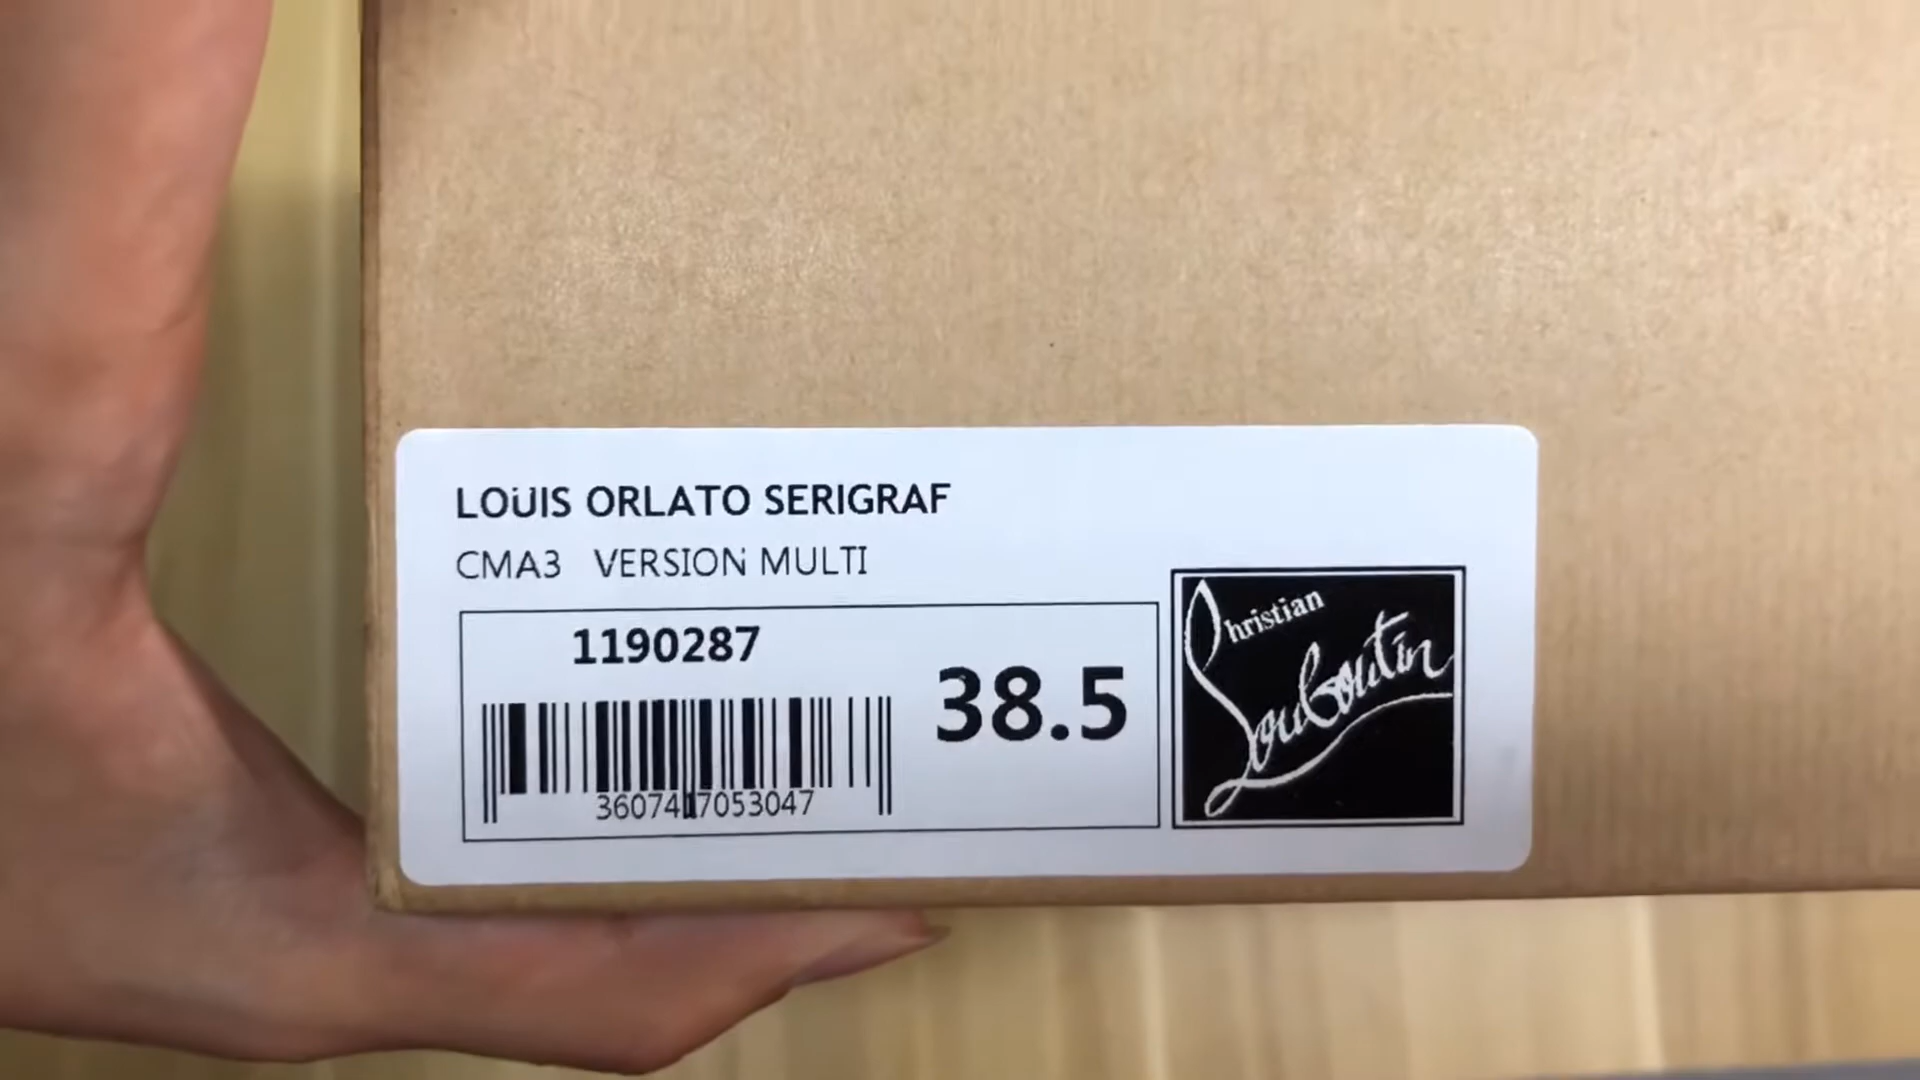 LOUIS ORLATO SERIGRAF
CMA3 VERSION MULTI
1190287
38.5
3607417053047
Christian
Louboutin